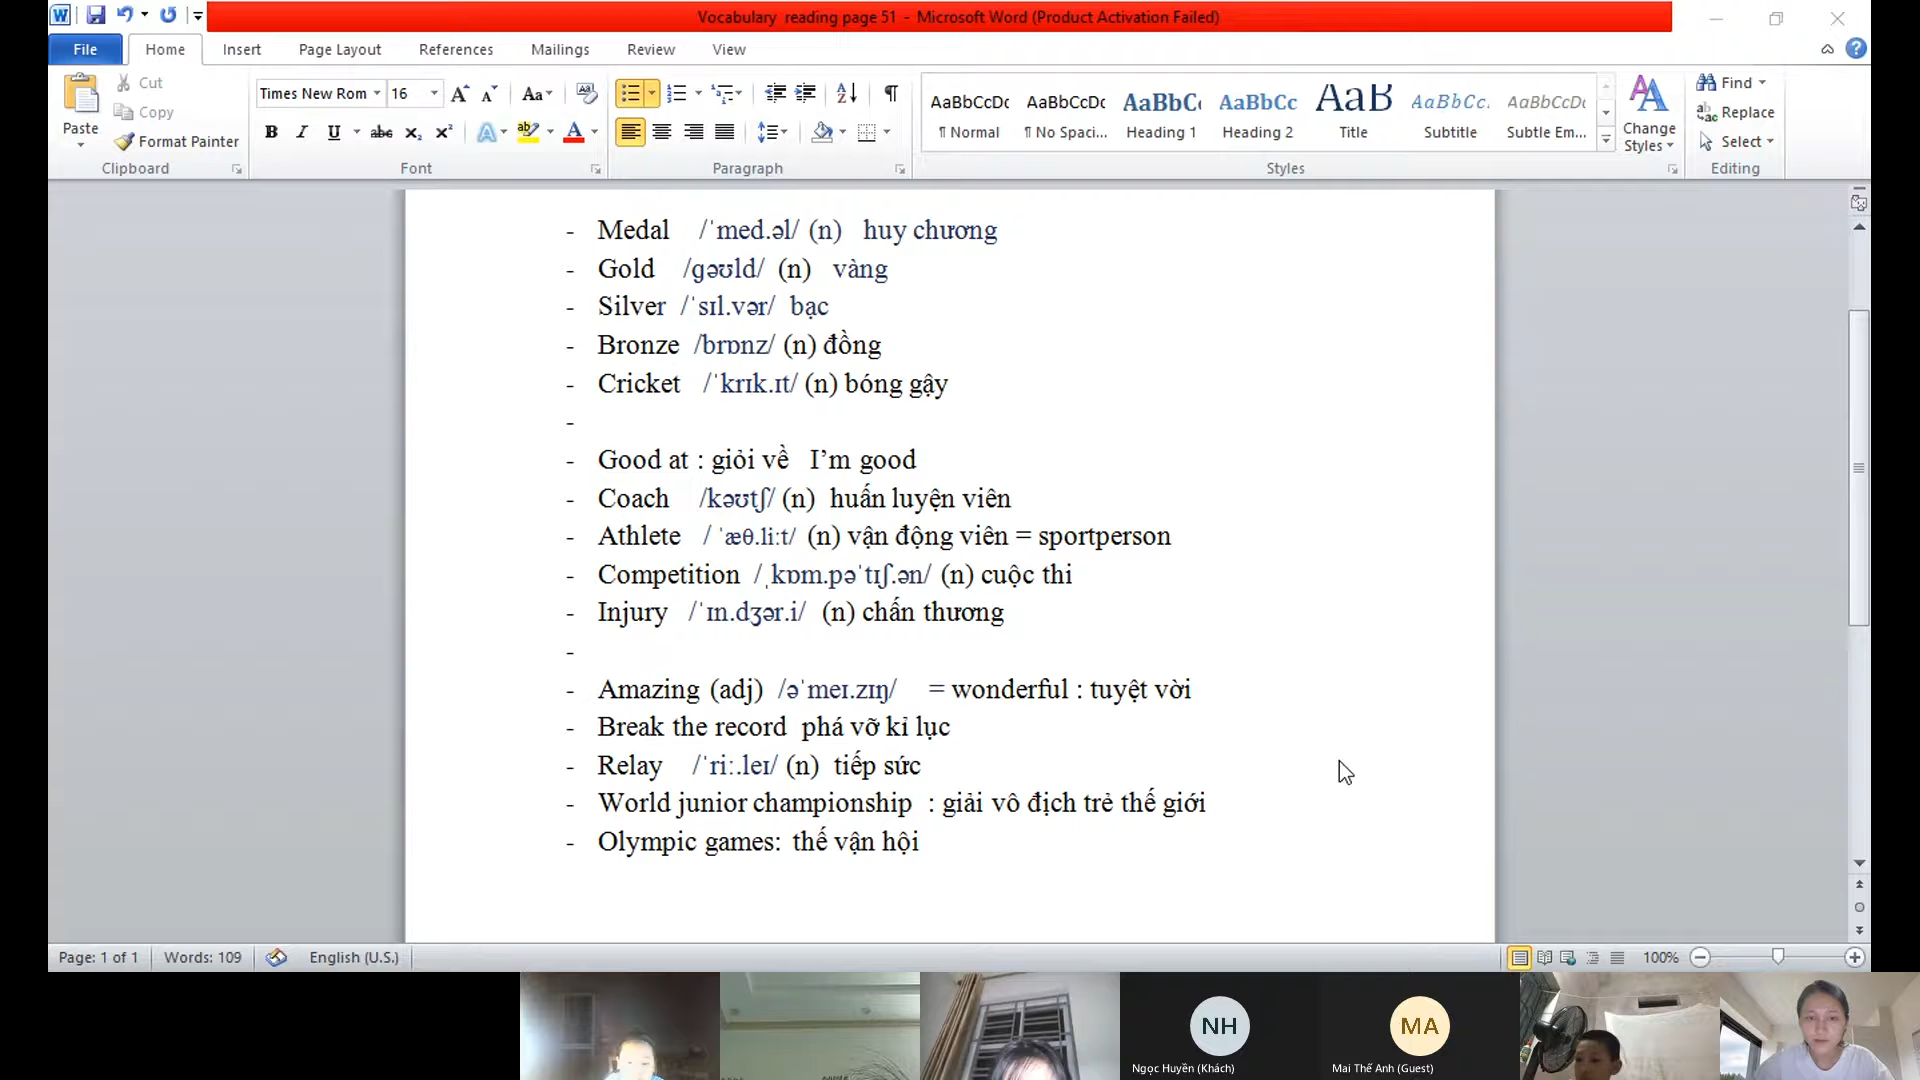 Vocabulary reading page 51 - Microsoft Word (Product Activation Failed)
File Home Insert Page Layout References Mailings Review View
Paste
Cut
Copy
Format Painter
Clipboard
Times New Rom 16
Font
Paragraph
AaBbCcDc AaBbCcDc AaBbC AaBbCc AaB AaBbCc. AaBbCcDc
¶ Normal ¶ No Spaci... Heading 1 Heading 2 Title Subtitle Subtle Em...
Change Styles
Styles
Find
Replace
Select
Editing
- Medal /ˈmed.əl/ (n) huy chương
- Gold /ɡəʊld/ (n) vàng
- Silver /ˈsɪl.vər/ bạc
- Bronze /brɒnz/ (n) đồng
- Cricket /ˈkrɪk.ɪt/ (n) bóng gậy
-
- Good at : giỏi về I’m good
- Coach /kəʊtʃ/ (n) huấn luyện viên
- Athlete / ˈæθ.liːt/ (n) vận động viên = sportperson
- Competition /ˌkɒm.pəˈtɪʃ.ən/ (n) cuộc thi
- Injury /ˈɪn.dʒər.i/ (n) chấn thương
-
- Amazing (adj) /əˈmeɪ.zɪŋ/ = wonderful : tuyệt vời
- Break the record phá vỡ kỉ lục
- Relay /ˈriː.leɪ/ (n) tiếp sức
- World junior championship : giải vô địch trẻ thế giới
- Olympic games: thế vận hội
Page: 1 of 1 Words: 109 English (U.S.) 100%
NH MA
Ngọc Huyền (Khách) Mai Thế Anh (Guest)